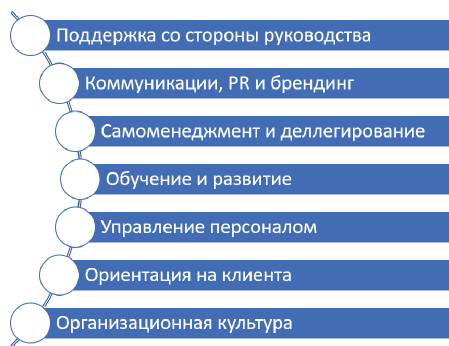 Поддержка со стороны руководства
Коммуникации, PR и брендинг
Самоменеджмент и деллегирование
Обучение и развитие
Управление персоналом
Ориентация на клиента
Организационная культура